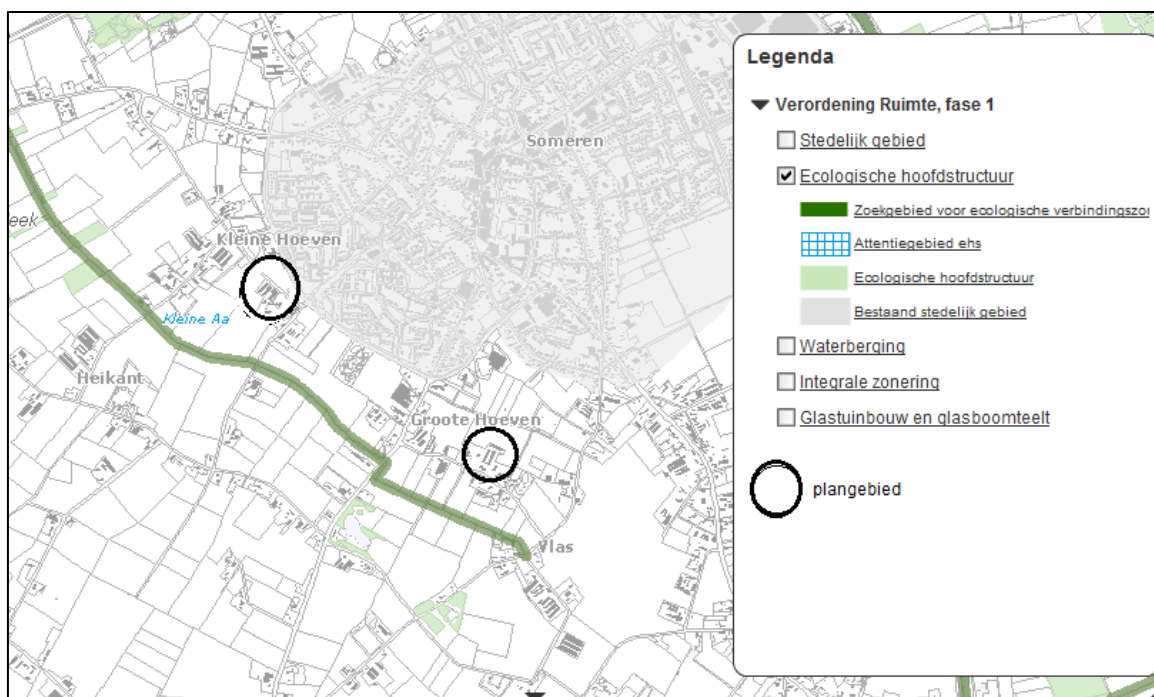 Someren
eek
Kleine Hoeven
Kleine Aa
Heikant
Groote Hoeven
Vlas
Legenda
Verordening Ruimte, fase 1
Stedelijk gebied
Ecologische hoofdstructuur
Zoekgebied voor ecologische verbindingszo
Attentiegebied ehs
Ecologische hoofdstructuur
Bestaand stedelijk gebied
Waterberging
Integrale zonering
Glastuinbouw en glasboomteelt
plangebied